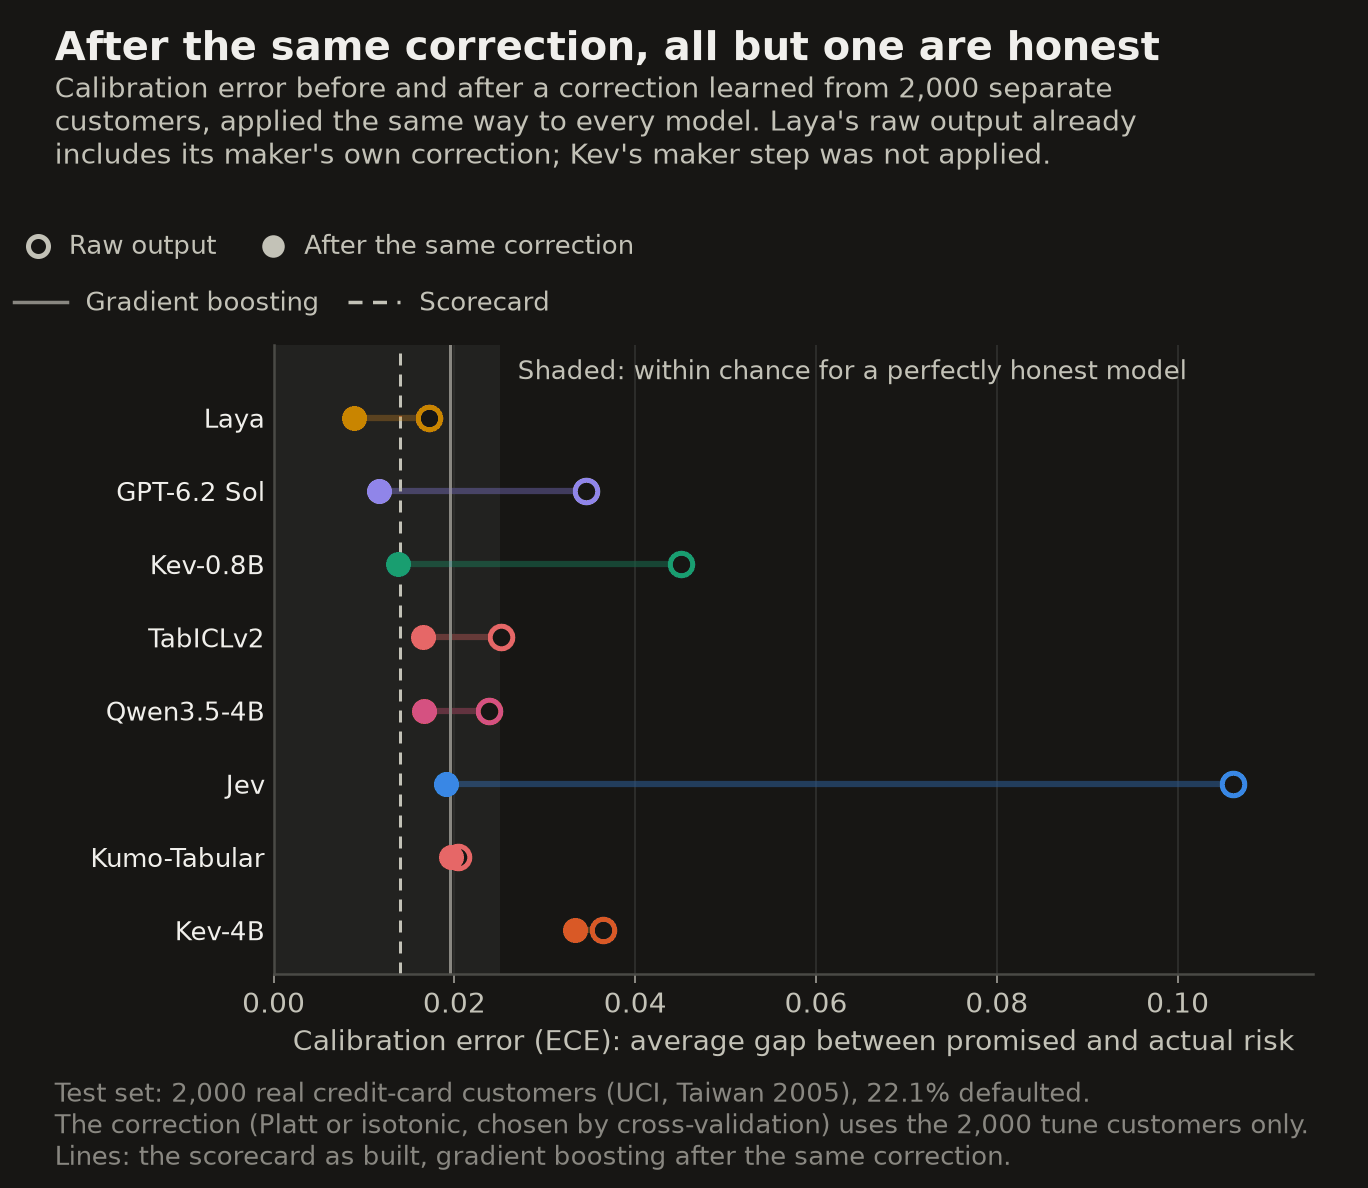 After the same correction, all but one are honest
Calibration error before and after a correction learned from 2,000 separate
customers, applied the same way to every model. Laya's raw output already
includes its maker's own correction; Kev's maker step was not applied.
Raw output
After the same correction
Gradient boosting
Scorecard
Shaded: within chance for a perfectly honest model
Laya
GPT-6.2 Sol
Kev-0.8B
TabICLv2
Qwen3.5-4B
Jev
Kumo-Tabular
Kev-4B
0.00 0.02 0.04 0.06 0.08 0.10
Calibration error (ECE): average gap between promised and actual risk
Test set: 2,000 real credit-card customers (UCI, Taiwan 2005), 22.1% defaulted.
The correction (Platt or isotonic, chosen by cross-validation) uses the 2,000 tune customers only.
Lines: the scorecard as built, gradient boosting after the same correction.